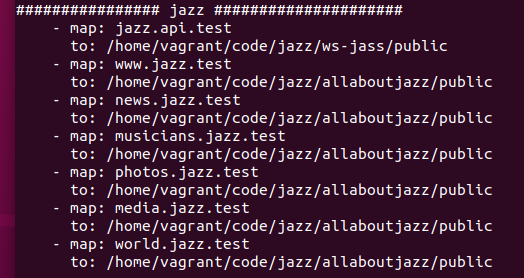 ################ jazz #####################
    - map: jazz.api.test
      to: /home/vagrant/code/jazz/ws-jass/public
    - map: www.jazz.test
      to: /home/vagrant/code/jazz/allaboutjazz/public
    - map: news.jazz.test
      to: /home/vagrant/code/jazz/allaboutjazz/public
    - map: musicians.jazz.test
      to: /home/vagrant/code/jazz/allaboutjazz/public
    - map: photos.jazz.test
      to: /home/vagrant/code/jazz/allaboutjazz/public
    - map: media.jazz.test
      to: /home/vagrant/code/jazz/allaboutjazz/public
    - map: world.jazz.test
      to: /home/vagrant/code/jazz/allaboutjazz/public